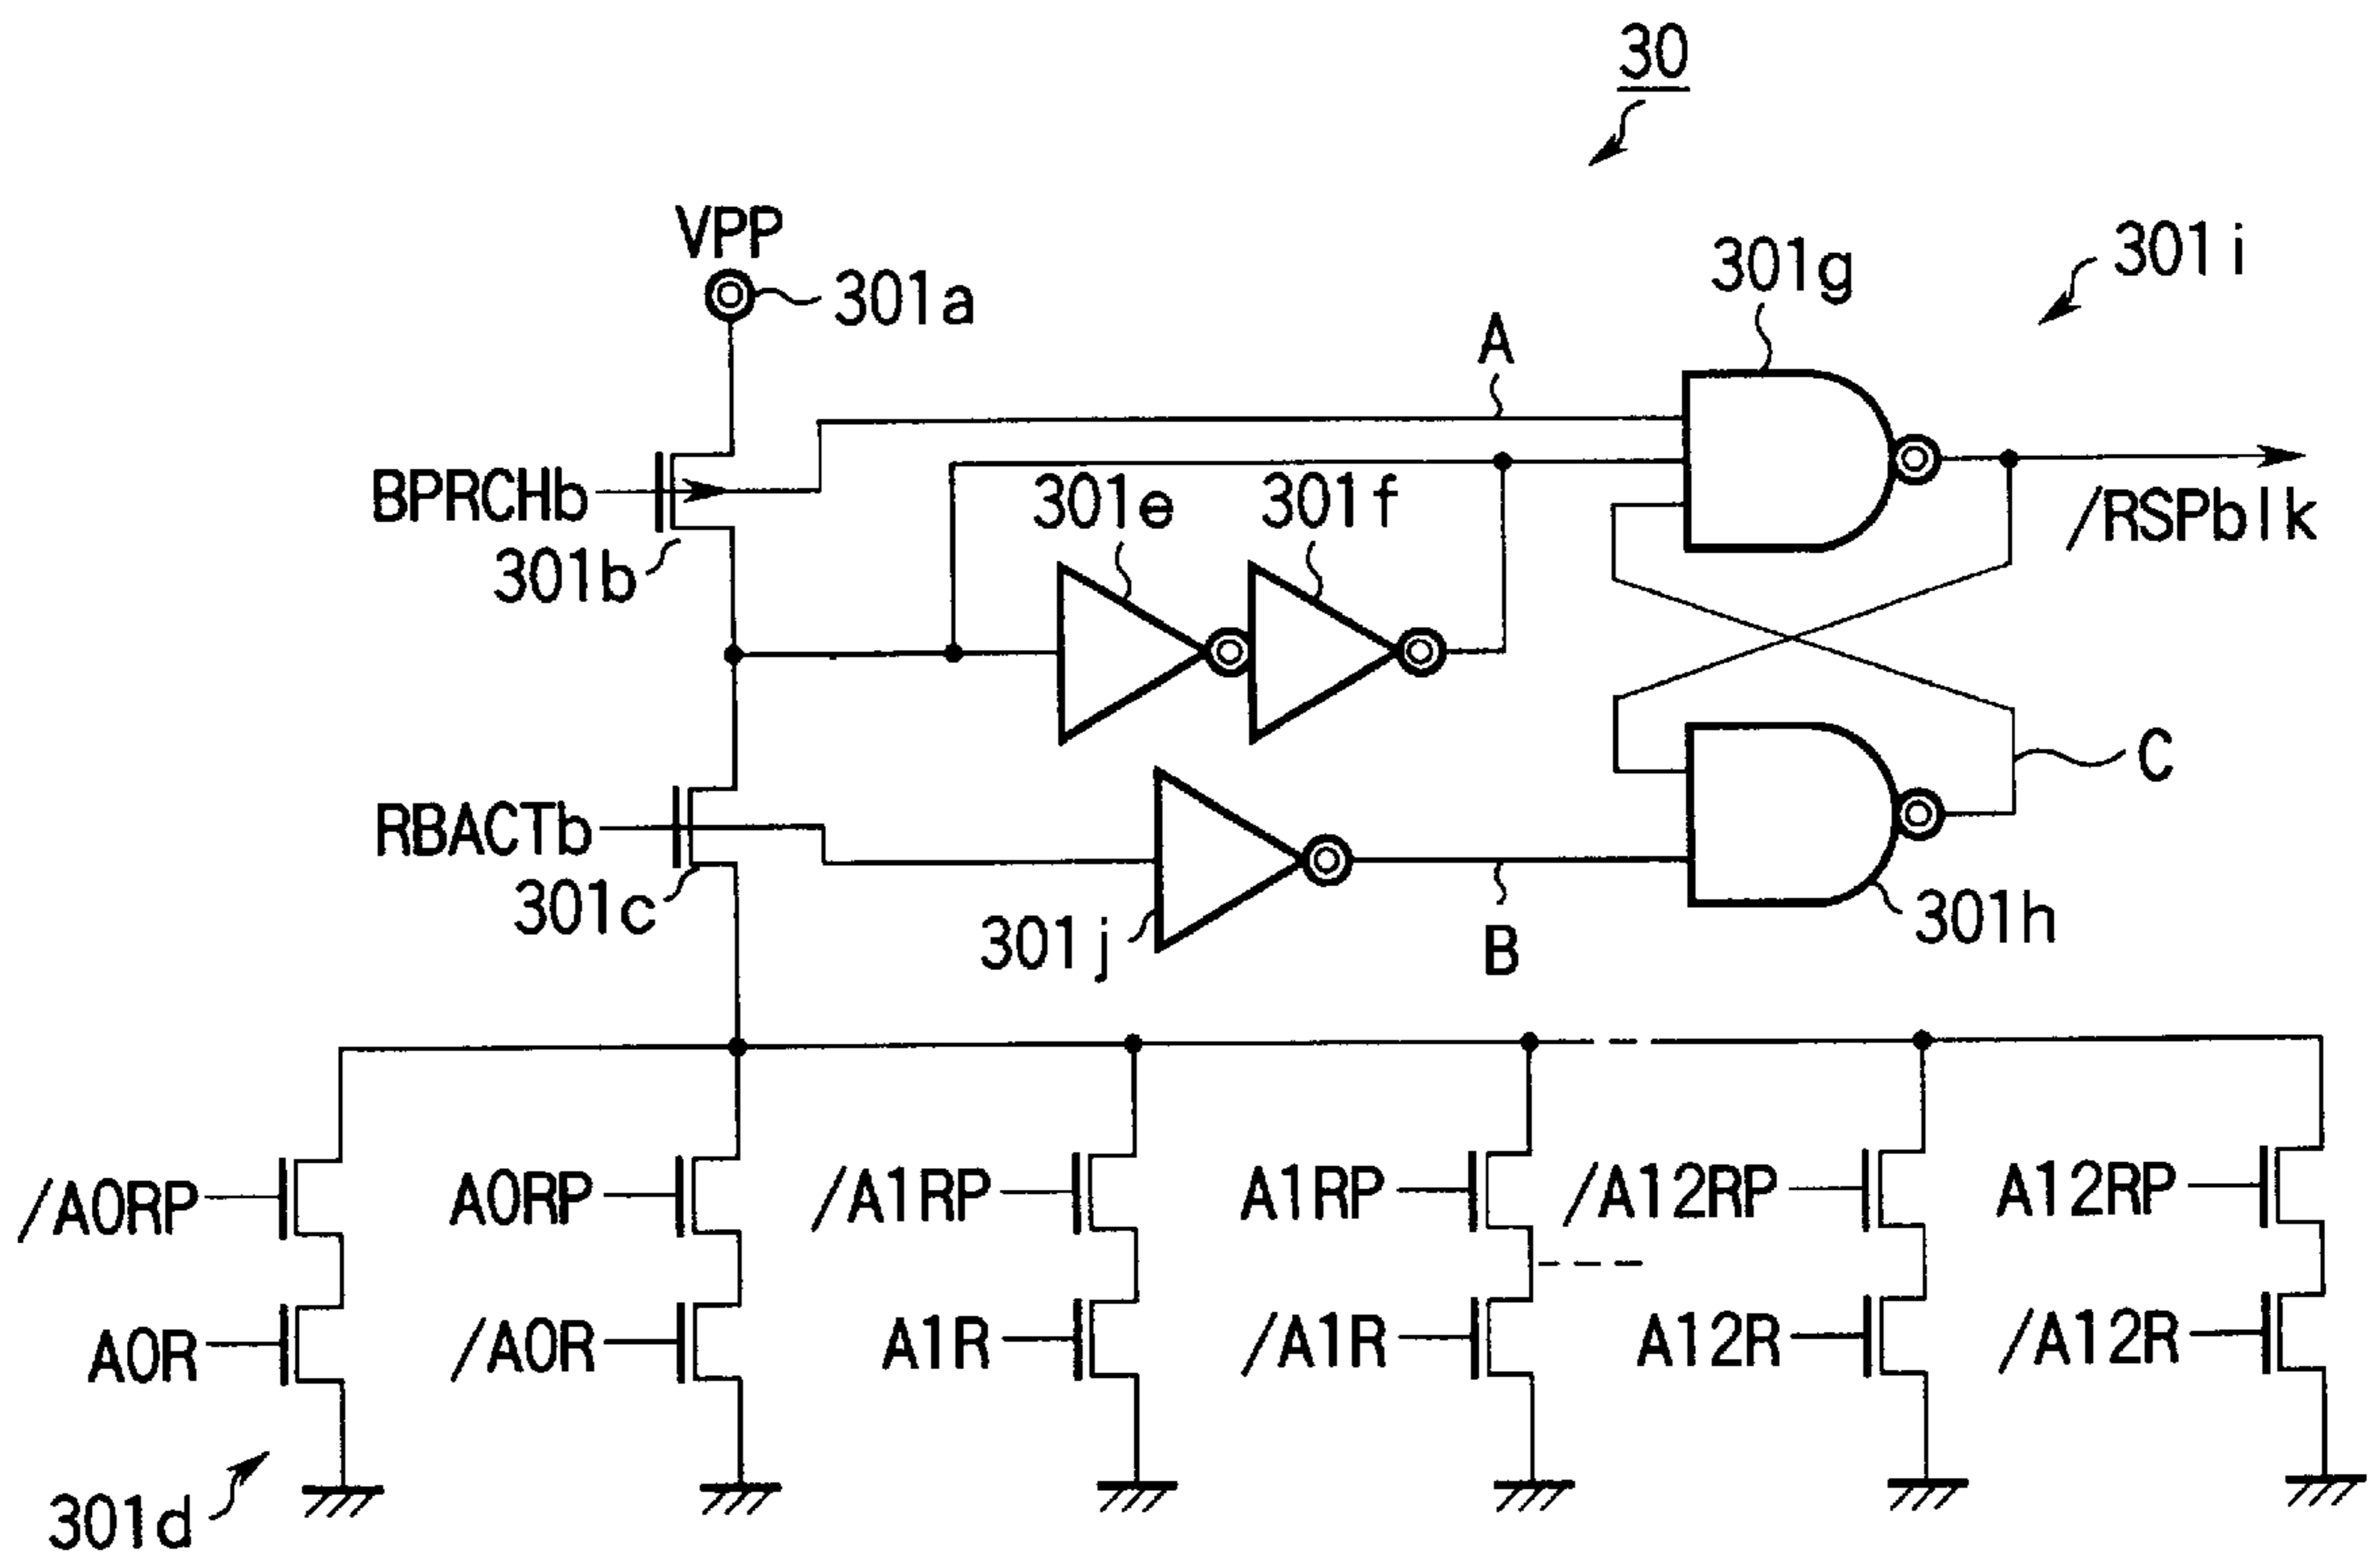 30
VPP
301a
301g
301i
A
BPRCHb
301b
301e
301f
/RSPblk
RBACTb
301c
301j
B
C
301h
/A0RP
A0RP
/A1RP
A1RP
/A12RP
A12RP
A0R
/A0R
A1R
/A1R
A12R
/A12R
301d